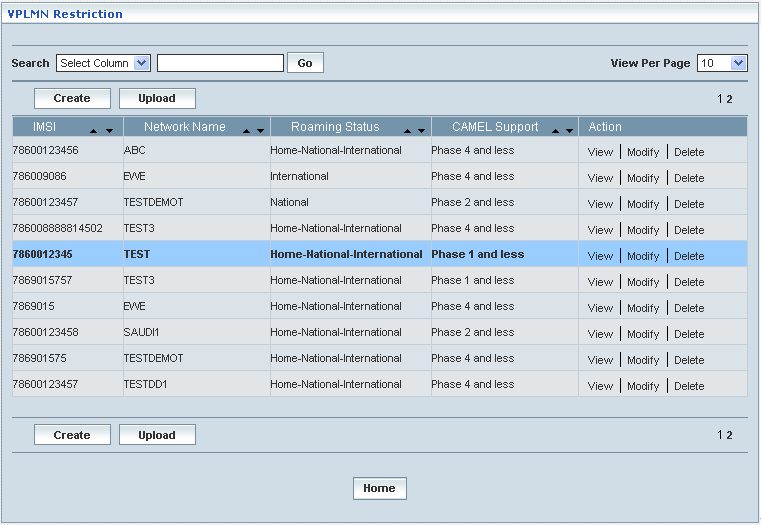 VPLMN Restriction
Search Select Column Go View Per Page 10
Create Upload 1 2
IMSI Network Name Roaming Status CAMEL Support Action
78600123456 ABC Home-National-International Phase 4 and less View Modify Delete
786009086 EWE International Phase 4 and less View Modify Delete
7860012345​7 TESTDEMOT National Phase 2 and less View Modify Delete
786008888814502 TEST3 Home-National-International Phase 4 and less View Modify Delete
7860012345 TEST Home-National-International Phase 1 and less View Modify Delete
7869015757 TEST3 Home-National-International Phase 1 and less View Modify Delete
7869015 EWE Home-National-International Phase 4 and less View Modify Delete
78600123458 SAUDI1 Home-National-International Phase 2 and less View Modify Delete
786901575 TESTDEMOT Home-National-International Phase 4 and less View Modify Delete
78600123457 TESTDD1 Home-National-International Phase 4 and less View Modify Delete
Create Upload 1 2
Home